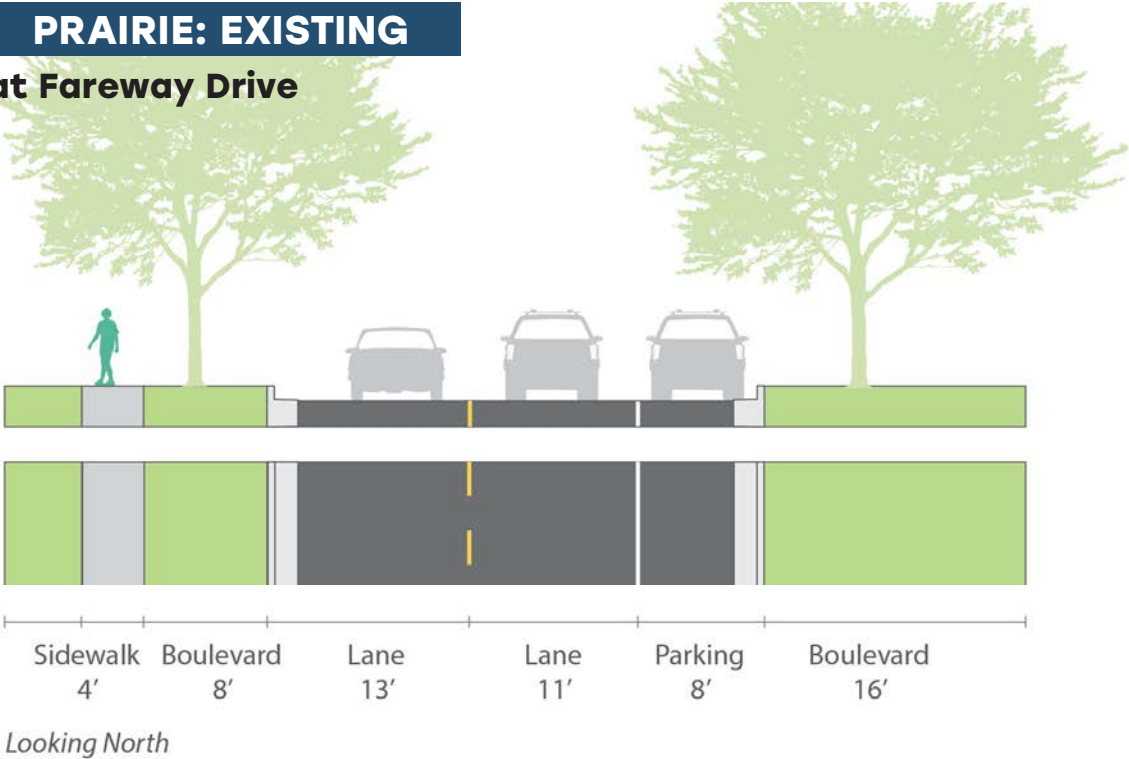 PRAIRIE: EXISTING
at Fareway Drive
Sidewalk Boulevard Lane Lane Parking Boulevard
4’ 8’ 13’ 11’ 8’ 16’
Looking North